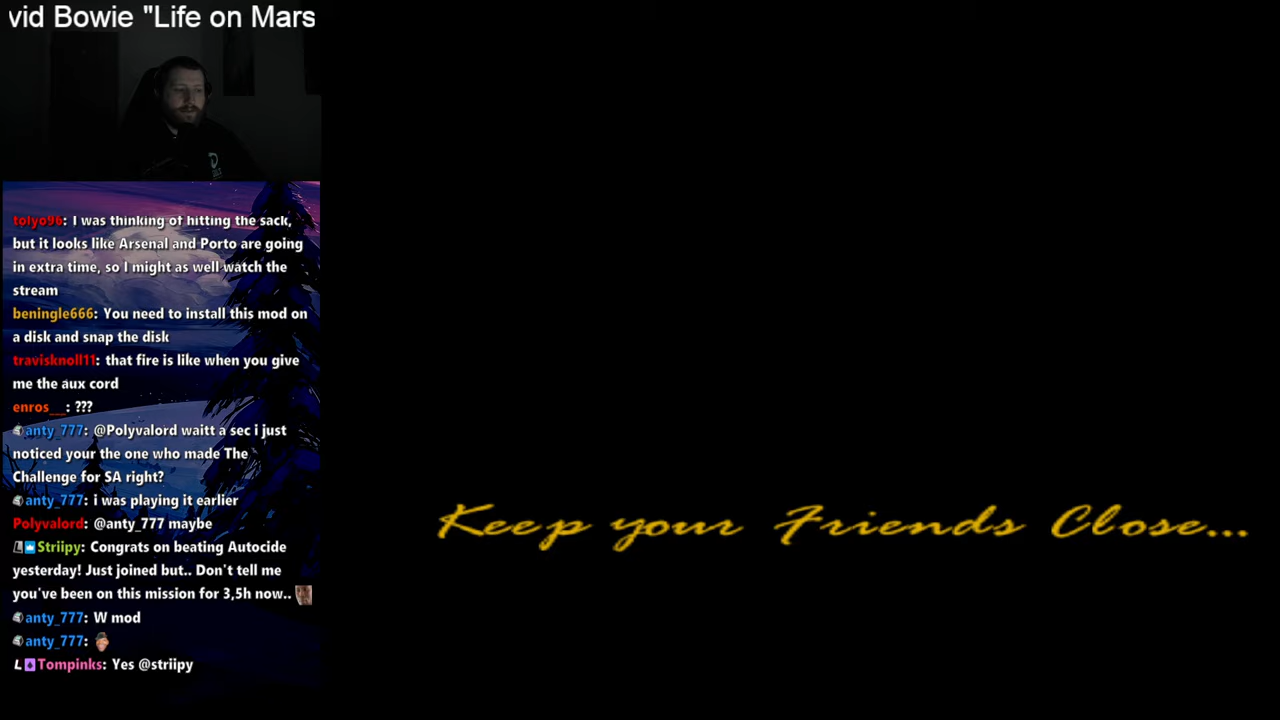 vid Bowie "Life on Mars
tolyo96: I was thinking of hitting the sack,
but it looks like Arsenal and Porto are going
in extra time, so I might as well watch the
stream
beningle666: You need to install this mod on
a disk and snap the disk
travisknoll11: that fire is like when you give
me the aux cord
enros___: ???
anty_777: @Polyvalord waitt a sec i just
noticed your the one who made The
Challenge for SA right?
anty_777: i was playing it earlier
Polyvalord: @anty_777 maybe
Striipy: Congrats on beating Autocide
yesterday! Just joined but.. Don't tell me
you've been on this mission for 3,5h now..
anty_777: W mod
anty_777:
L Tompinks: Yes @striipy
Keep your Friends Close...